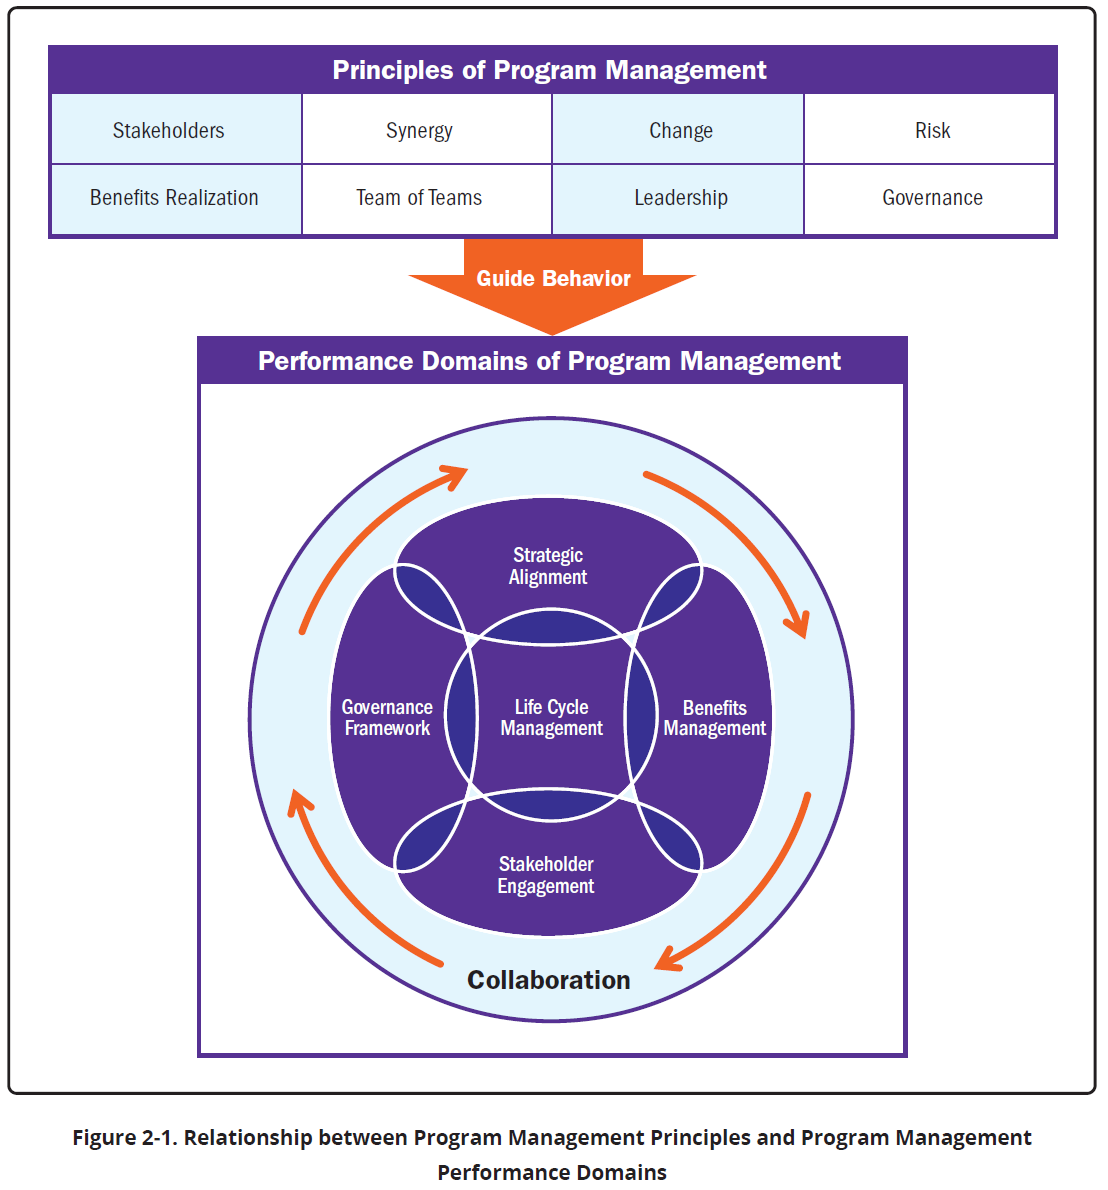 Principles of Program Management
Stakeholders
Synergy
Change
Risk
Benefits Realization
Team of Teams
Leadership
Governance
Guide Behavior
Performance Domains of Program Management
Strategic
Alignment
Governance
Framework
Life Cycle
Management
Benefits
Management
Stakeholder
Engagement
Collaboration
Figure 2-1. Relationship between Program Management Principles and Program Management
Performance Domains